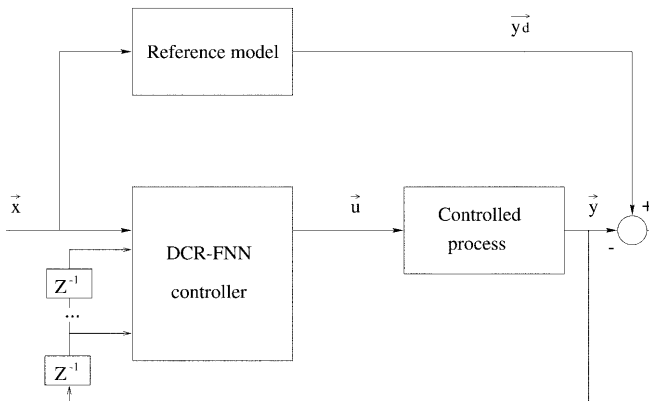 y⃗d
Reference model
x⃗
u⃗
y⃗
+
-
Controlled
process
DCR-FNN
controller
Z⁻¹
...
Z⁻¹